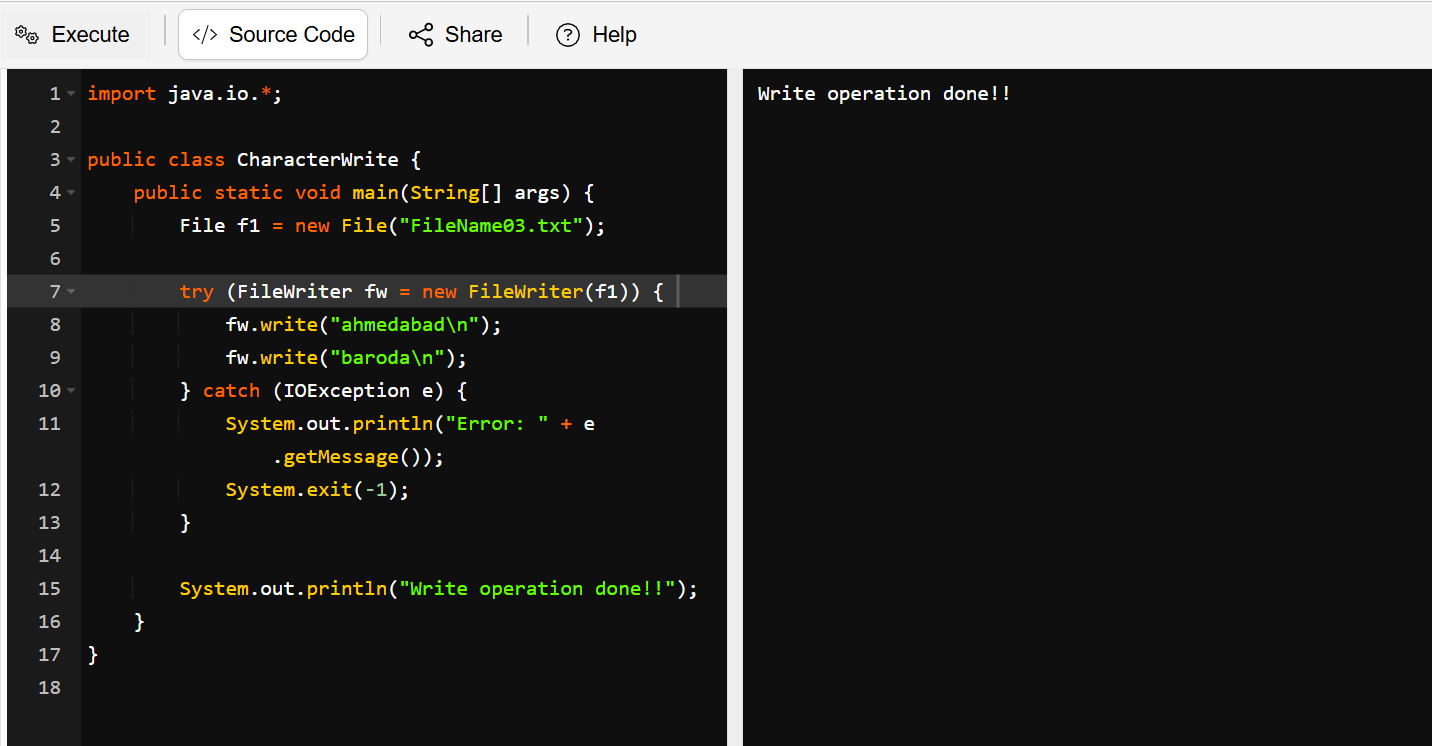 Execute </> Source Code Share ? Help
1 import java.io.*;
2
3 public class CharacterWrite {
4     public static void main(String[] args) {
5         File f1 = new File("FileName03.txt");
6
7         try (FileWriter fw = new FileWriter(f1)) {
8             fw.write("ahmedabad\n");
9             fw.write("baroda\n");
10         } catch (IOException e) {
11             System.out.println("Error: " + e
                .getMessage());
12             System.exit(-1);
13         }
14
15         System.out.println("Write operation done!!");
16     }
17 }
18
Write operation done!!